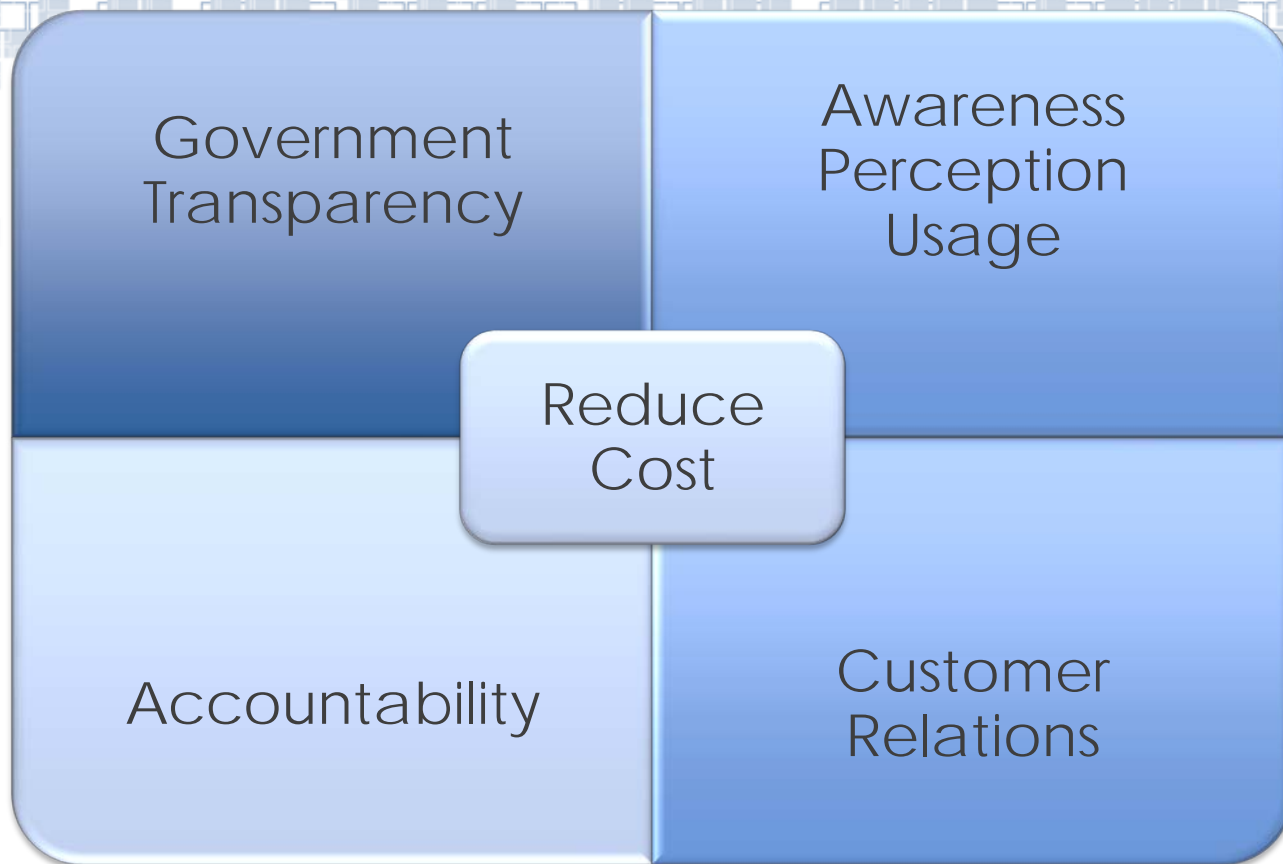 Government
Transparency
Awareness
Perception
Usage
Reduce
Cost
Accountability
Customer
Relations